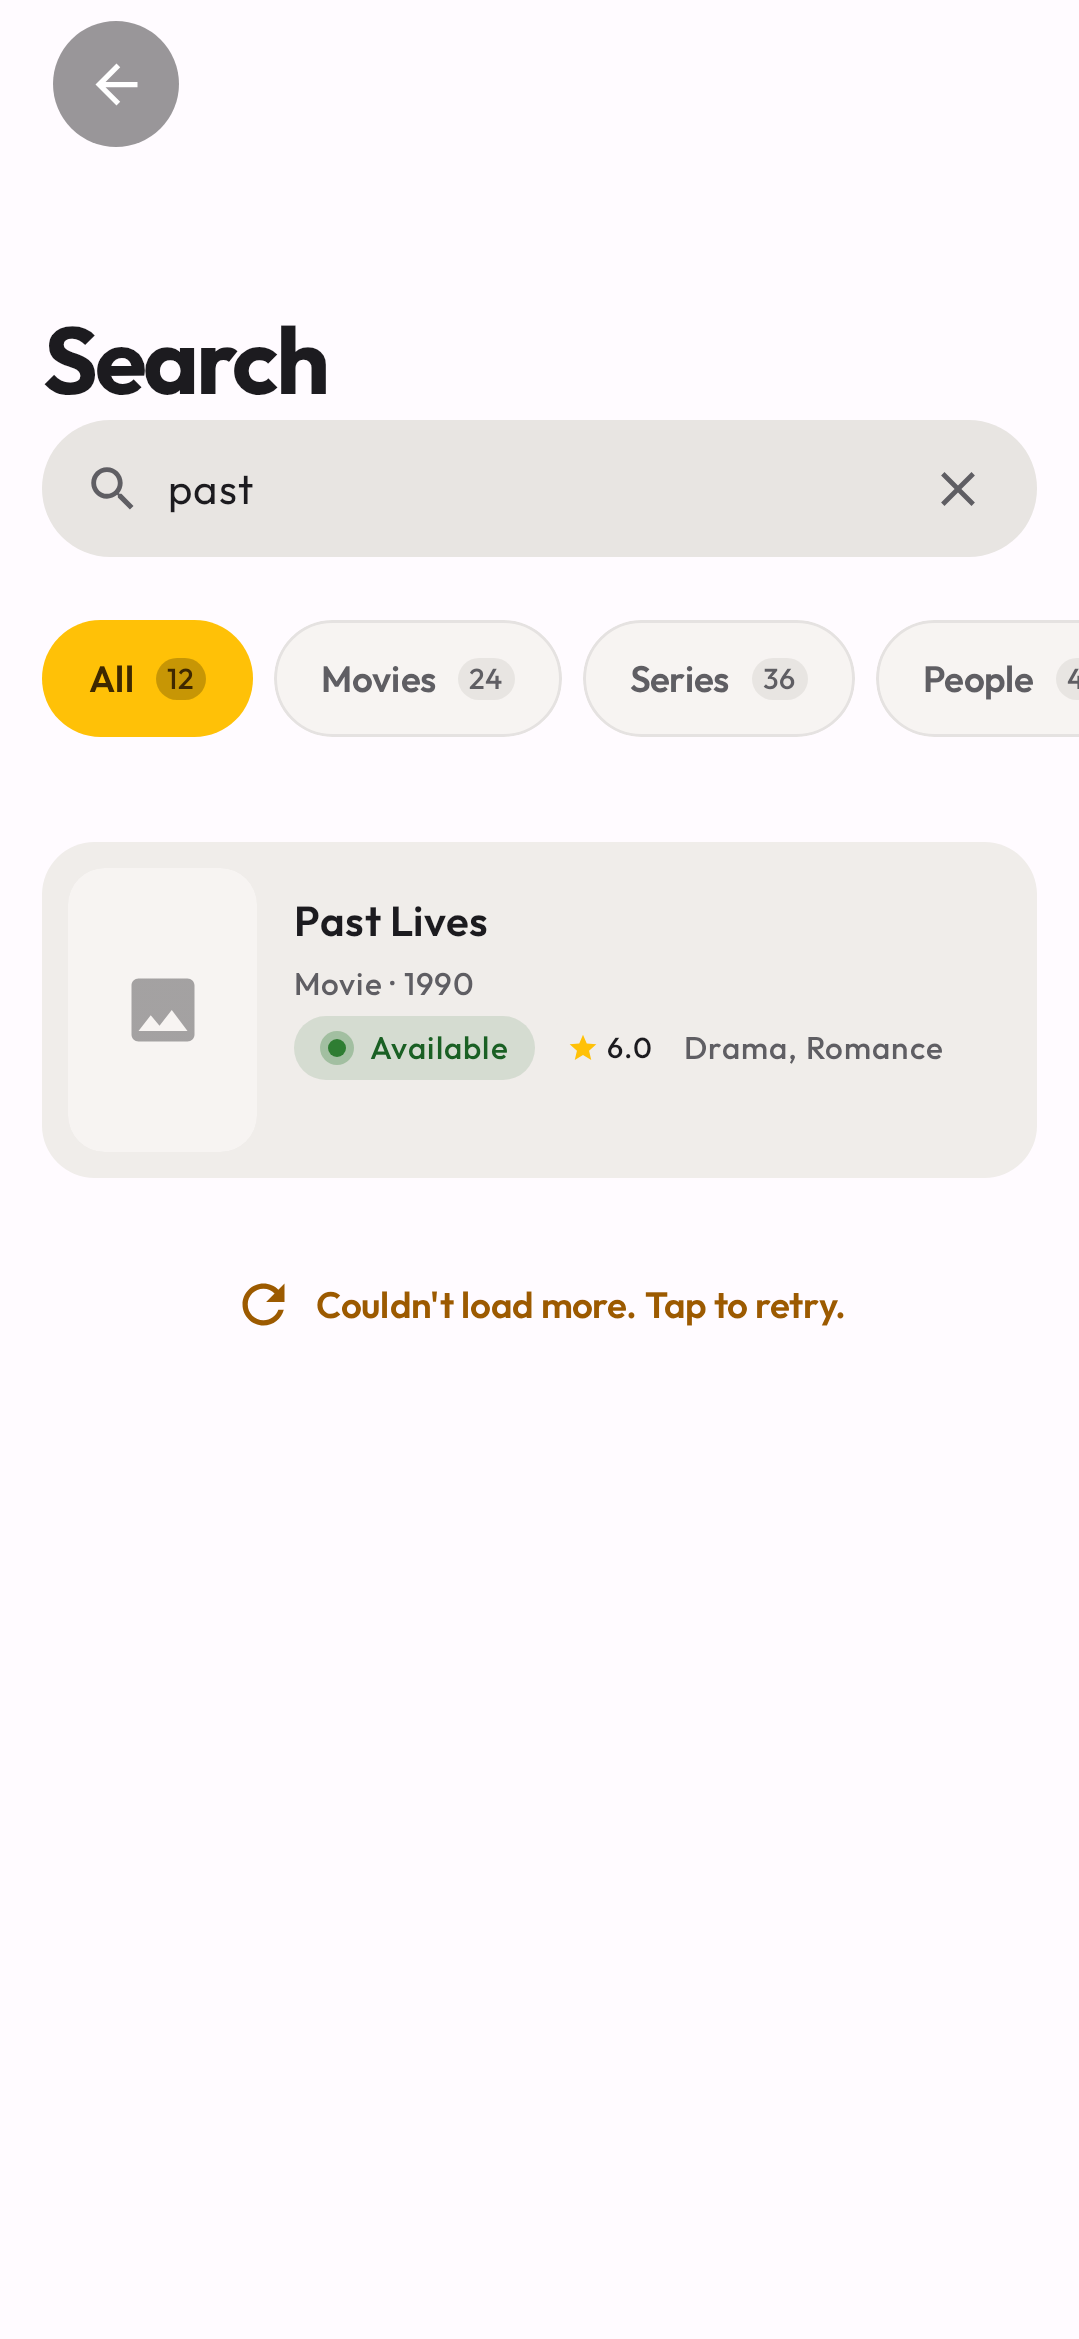 Search
past
All 12 Movies 24 Series 36 People
Past Lives
Movie · 1990
Available 6.0 Drama, Romance
Couldn't load more. Tap to retry.